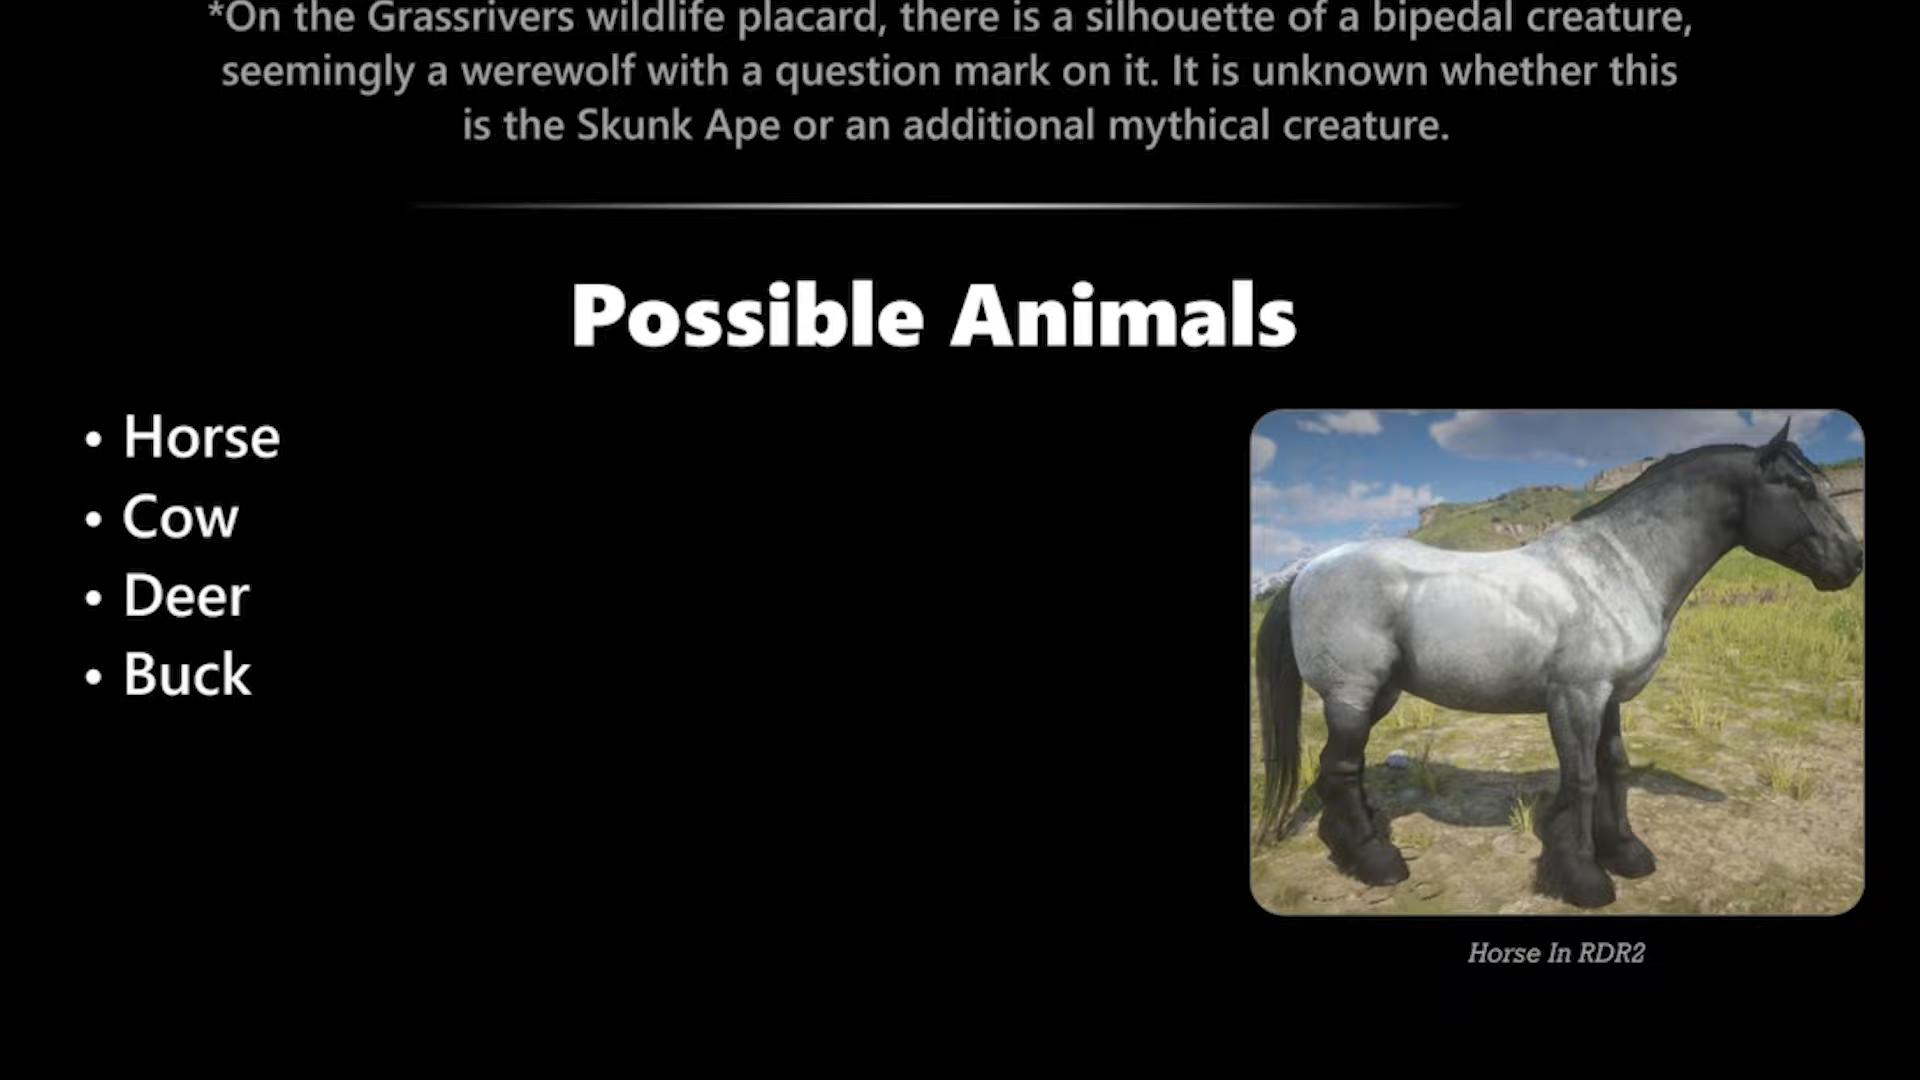 *On the Grassrivers wildlife placard, there is a silhouette of a bipedal creature,
seemingly a werewolf with a question mark on it. It is unknown whether this
is the Skunk Ape or an additional mythical creature.
Possible Animals
• Horse
• Cow
• Deer
• Buck
Horse In RDR2